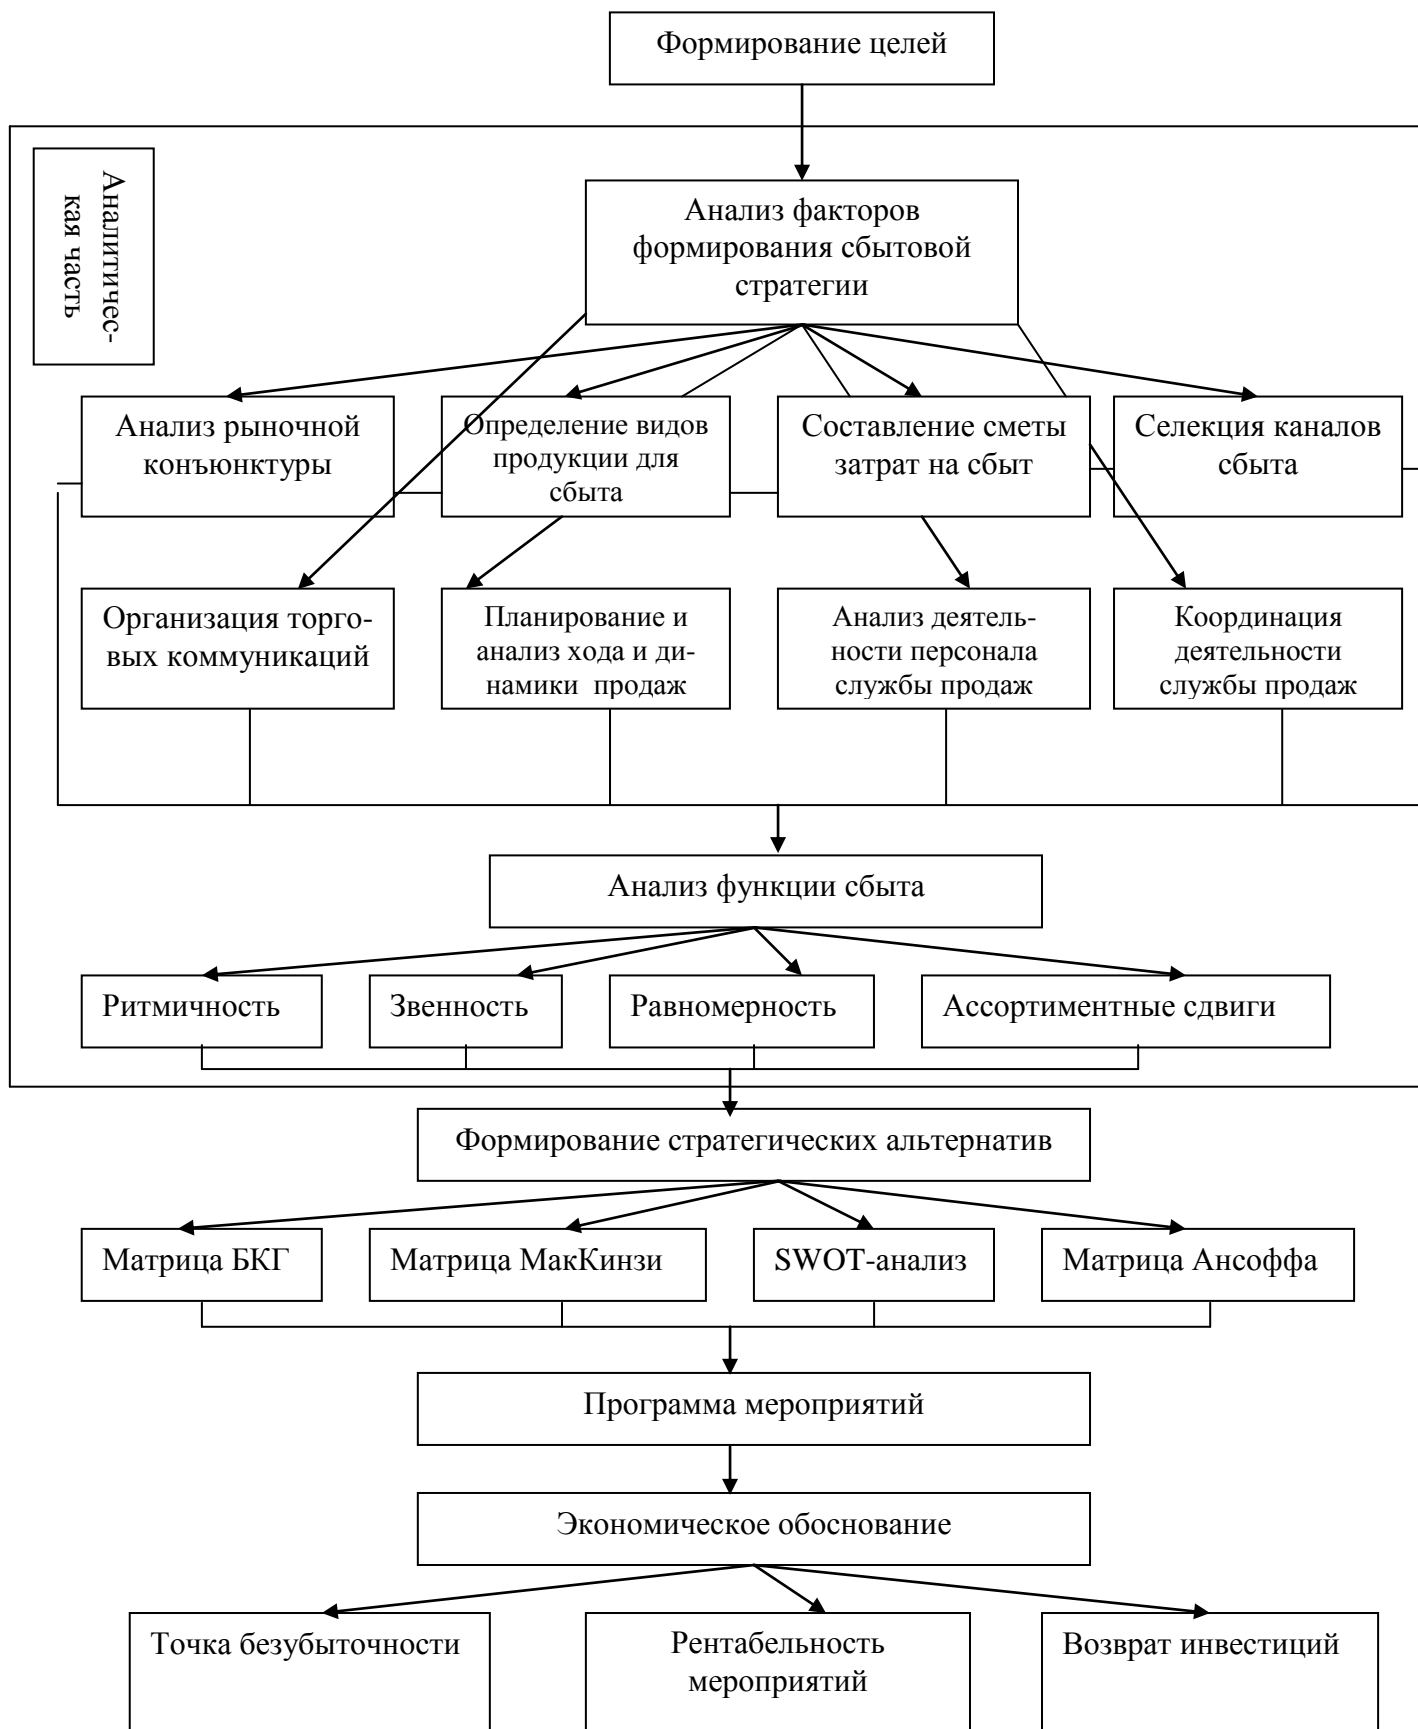 Формирование целей
Аналитичес-
кая часть
Анализ факторов
формирования сбытовой
стратегии
Анализ рыночной
конъюнктуры
Определение видов
продукции для
сбыта
Составление сметы
затрат на сбыт
Селекция каналов
сбыта
Организация торго-
вых коммуникаций
Планирование и
анализ хода и ди-
намики продаж
Анализ деятель-
ности персонала
службы продаж
Координация
деятельности
службы продаж
Анализ функции сбыта
Ритмичность
Звенность
Равномерность
Ассортиментные сдвиги
Формирование стратегических альтернатив
Матрица БКГ
Матрица МакКинзи
SWOT-анализ
Матрица Ансоффа
Программа мероприятий
Экономическое обоснование
Точка безубыточности
Рентабельность
мероприятий
Возврат инвестиций